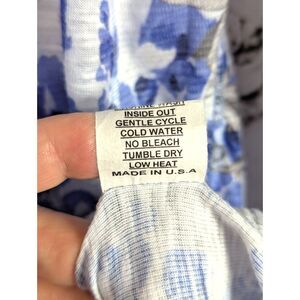 INSIDE OUT
GENTLE CYCLE
COLD WATER
NO BLEACH
TUMBLE DRY
LOW HEAT
MADE IN U.S.A